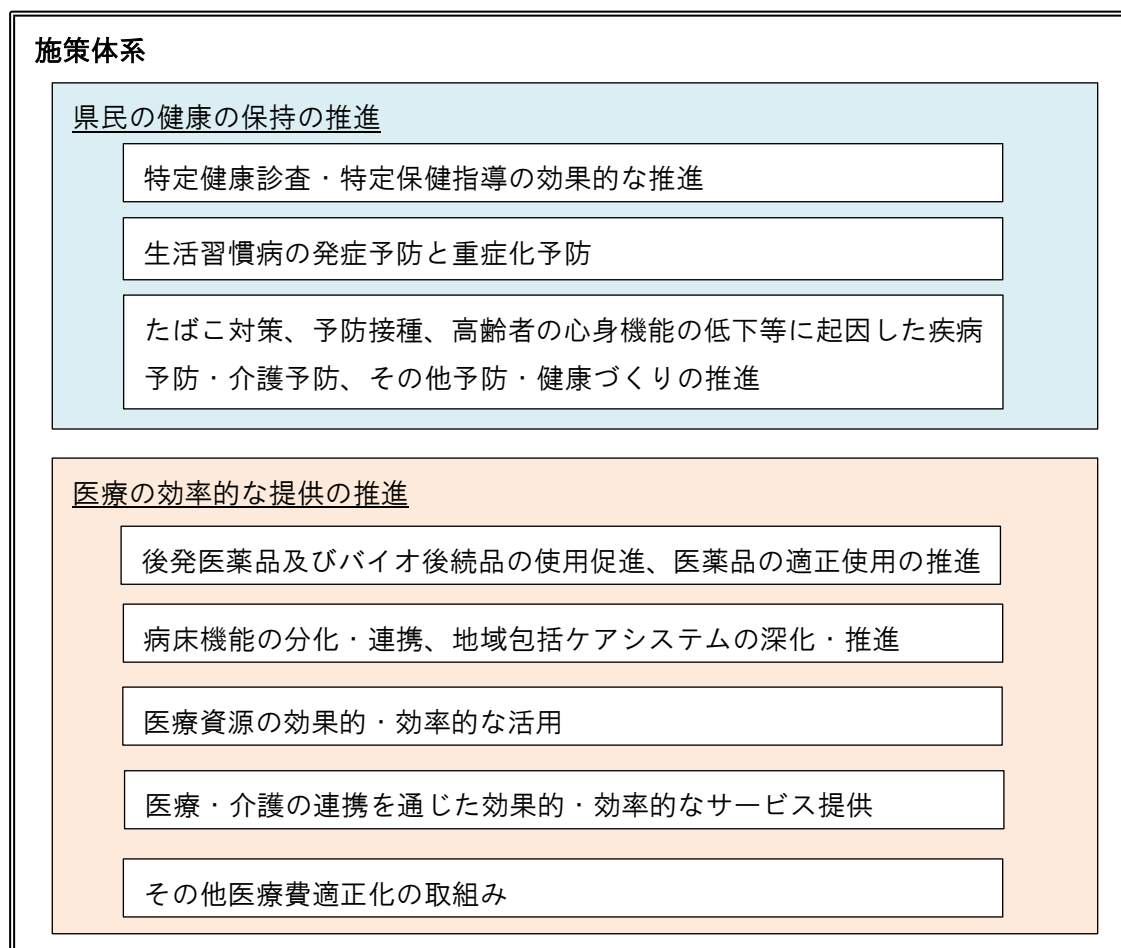 施策体系
県民の健康の保持の推進
特定健康診査・特定保健指導の効果的な推進
生活習慣病の発症予防と重症化予防
たばこ対策、予防接種、高齢者の心身機能の低下等に起因した疾病
予防・介護予防、その他予防・健康づくりの推進
医療の効率的な提供の推進
後発医薬品及びバイオ後続品の使用促進、医薬品の適正使用の推進
病床機能の分化・連携、地域包括ケアシステムの深化・推進
医療資源の効果的・効率的な活用
医療・介護の連携を通じた効果的・効率的なサービス提供
その他医療費適正化の取組み